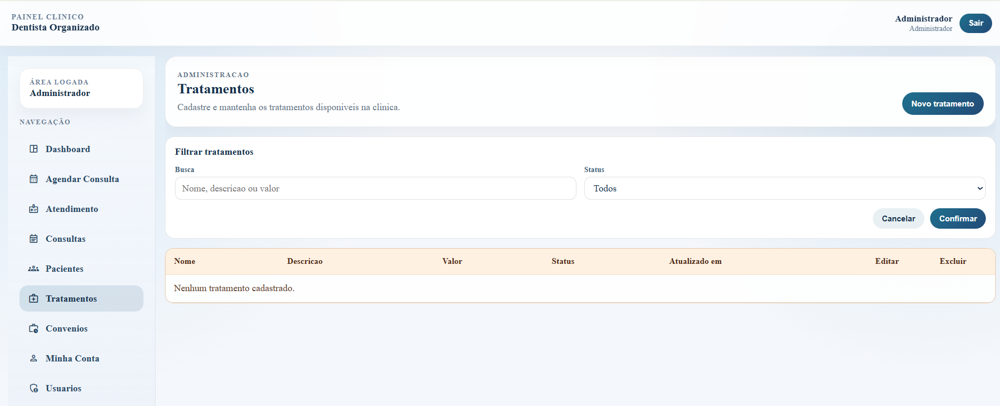 PAINEL CLINICO
Dentista Organizado
Administrador
Administrador
Sair
ÁREA LOGADA
Administrador
NAVEGAÇÃO
Dashboard
Agendar Consulta
Atendimento
Consultas
Pacientes
Tratamentos
Convenios
Minha Conta
Usuarios
ADMINISTRACAO
Tratamentos
Cadastre e mantenha os tratamentos disponiveis na clinica.
Novo tratamento
Filtrar tratamentos
Busca
Status
Nome, descricao ou valor
Todos
Cancelar
Confirmar
Nome Descricao Valor Status Atualizado em Editar Excluir
Nenhum tratamento cadastrado.